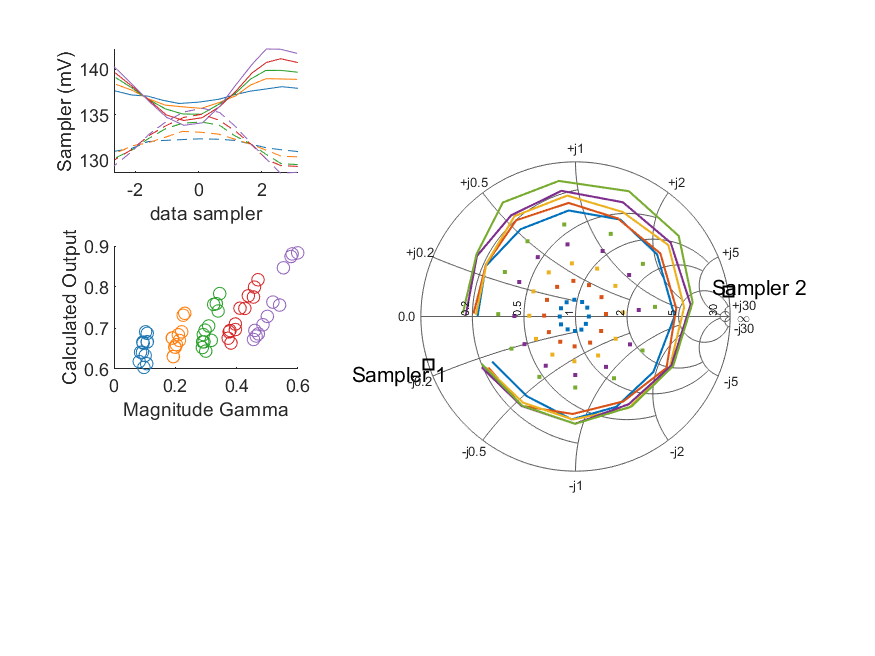 Sampler (mV)
140
135
130
-2 0 2
data sampler
Calculated Output
0.9
0.8
0.7
0.6
0 0.2 0.4 0.6
Magnitude Gamma
+j1
+j0.5 +j2
+j0.2 +j5
Sampler 2
+j30
0.0 0.2 0.5 1 2 5 30 ∞
-j30
Sampler 1
-j0.2 -j5
-j0.5 -j2
-j1